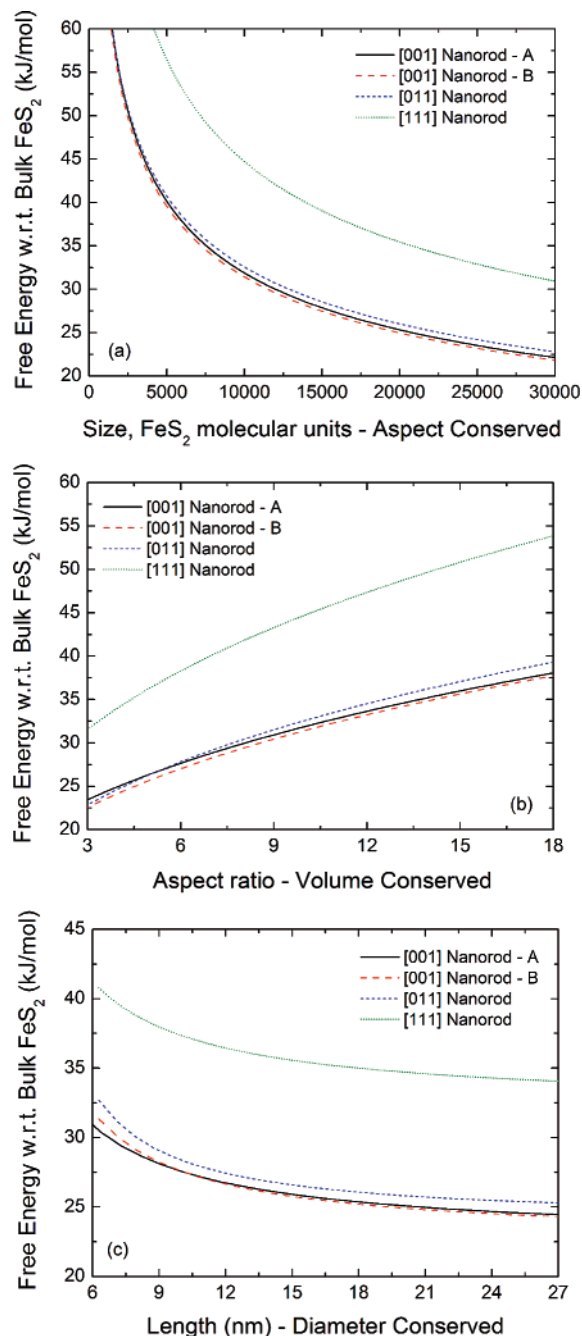 Free Energy w.r.t. Bulk FeS2 (kJ/mol)
60
55
50
45
40
35
30
25
20
[001] Nanorod - A
[001] Nanorod - B
[011] Nanorod
[111] Nanorod
(a)
0 5000 10000 15000 20000 25000 30000
Size, FeS2 molecular units - Aspect Conserved
Free Energy w.r.t. Bulk FeS2 (kJ/mol)
60
55
50
45
40
35
30
25
20
[001] Nanorod - A
[001] Nanorod - B
[011] Nanorod
[111] Nanorod
(b)
3 6 9 12 15 18
Aspect ratio - Volume Conserved
Free Energy w.r.t. Bulk FeS2 (kJ/mol)
45
40
35
30
25
20
[001] Nanorod - A
[001] Nanorod - B
[011] Nanorod
[111] Nanorod
(c)
6 9 12 15 18 21 24 27
Length (nm) - Diameter Conserved